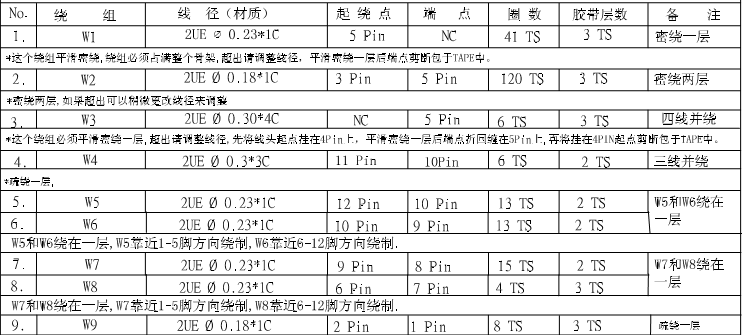 No. 绕 组 线 径(材质) 起 绕 点 端 点 圈 数 胶带层数 备 注
1. W1 2UE Ø 0.23*1C 5 Pin NC 41 TS 3 TS 密绕一层
*这个绕组平滑密绕,绕组必须占满整个骨架,超出请调整线径,平滑密绕一层后端点剪断包于TAPE中。
2. W2 2UE Ø 0.18*1C 3 Pin 5 Pin 120 TS 3 TS 密绕两层
*密绕两层,如果超出可以稍微更改线径来调整
3. W3 2UE Ø 0.30*4C NC 5 Pin 6 TS 3 TS 四线并绕
*这个绕组必须平滑密绕一层,超出请调整线径,先将线头起点挂在4Pin上,平滑密绕一层后端点折回缠在5Pin上,再将挂在4PIN起点剪断包于TAPE中。
4. W4 2UE Ø 0.3*3C 11 Pin 10Pin 6 TS 2 TS 三线并绕
*疏绕一层,
5. W5 2UE Ø 0.23*1C 12 Pin 10 Pin 13 TS 2 TS W5和W6绕在
一层
6. W6 2UE Ø 0.23*1C 10 Pin 9 Pin 13 TS 2 TS
W5和W6绕在一层,W5靠近1-5脚方向绕制,W6靠近6-12脚方向绕制.
7. W7 2UE Ø 0.23*1C 9 Pin 8 Pin 15 TS 2 TS W7和W8绕在
一层
8. W8 2UE Ø 0.23*1C 6 Pin 7 Pin 4 TS 3 TS
W7和W8绕在一层,W7靠近1-5脚方向绕制,W8靠近6-12脚方向绕制.
9. W9 2UE Ø 0.18*1C 2 Pin 1 Pin 8 TS 3 TS 疏绕一层